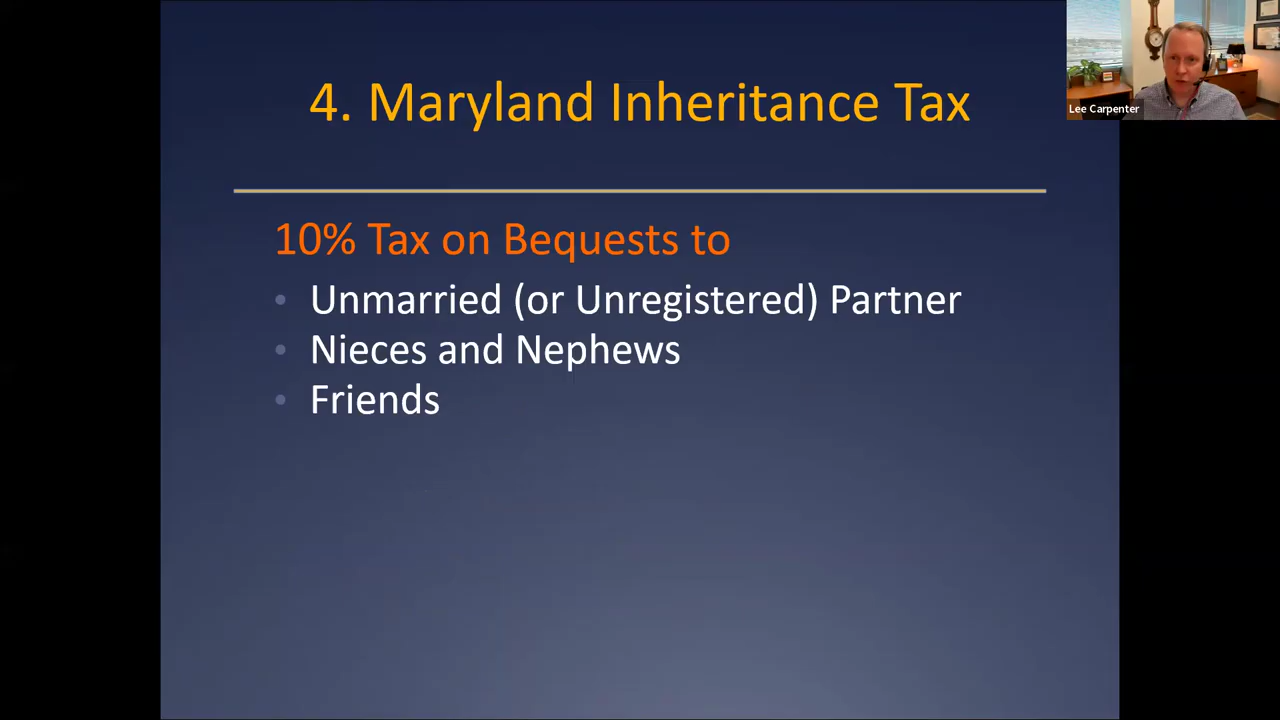 4. Maryland Inheritance Tax
Lee Carpenter
10% Tax on Bequests to
• Unmarried (or Unregistered) Partner
• Nieces and Nephews
• Friends